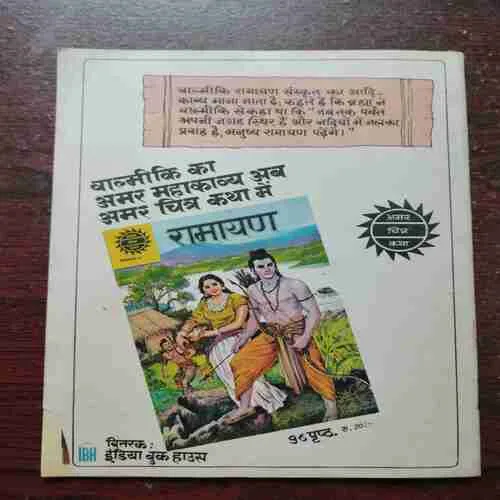 वाल्मीकि रामायण संस्कृत का आदि-
काव्य माना जाता है; कहते हैं कि ब्रह्मा ने
वाल्मीकि से कहा था कि "जब तक पर्वत
अपनी जगह स्थिर हैं और नदियों में जल का
प्रवाह है, मनुष्य रामायण पढ़ेंगे।"
वाल्मीकि का
अमर महाकाव्य अब
अमर चित्र कथा में
रामायण
अमर
चित्र
कथा
९६ पृष्ठ.
वितरक:
IBH
इंडिया बुक हाउस